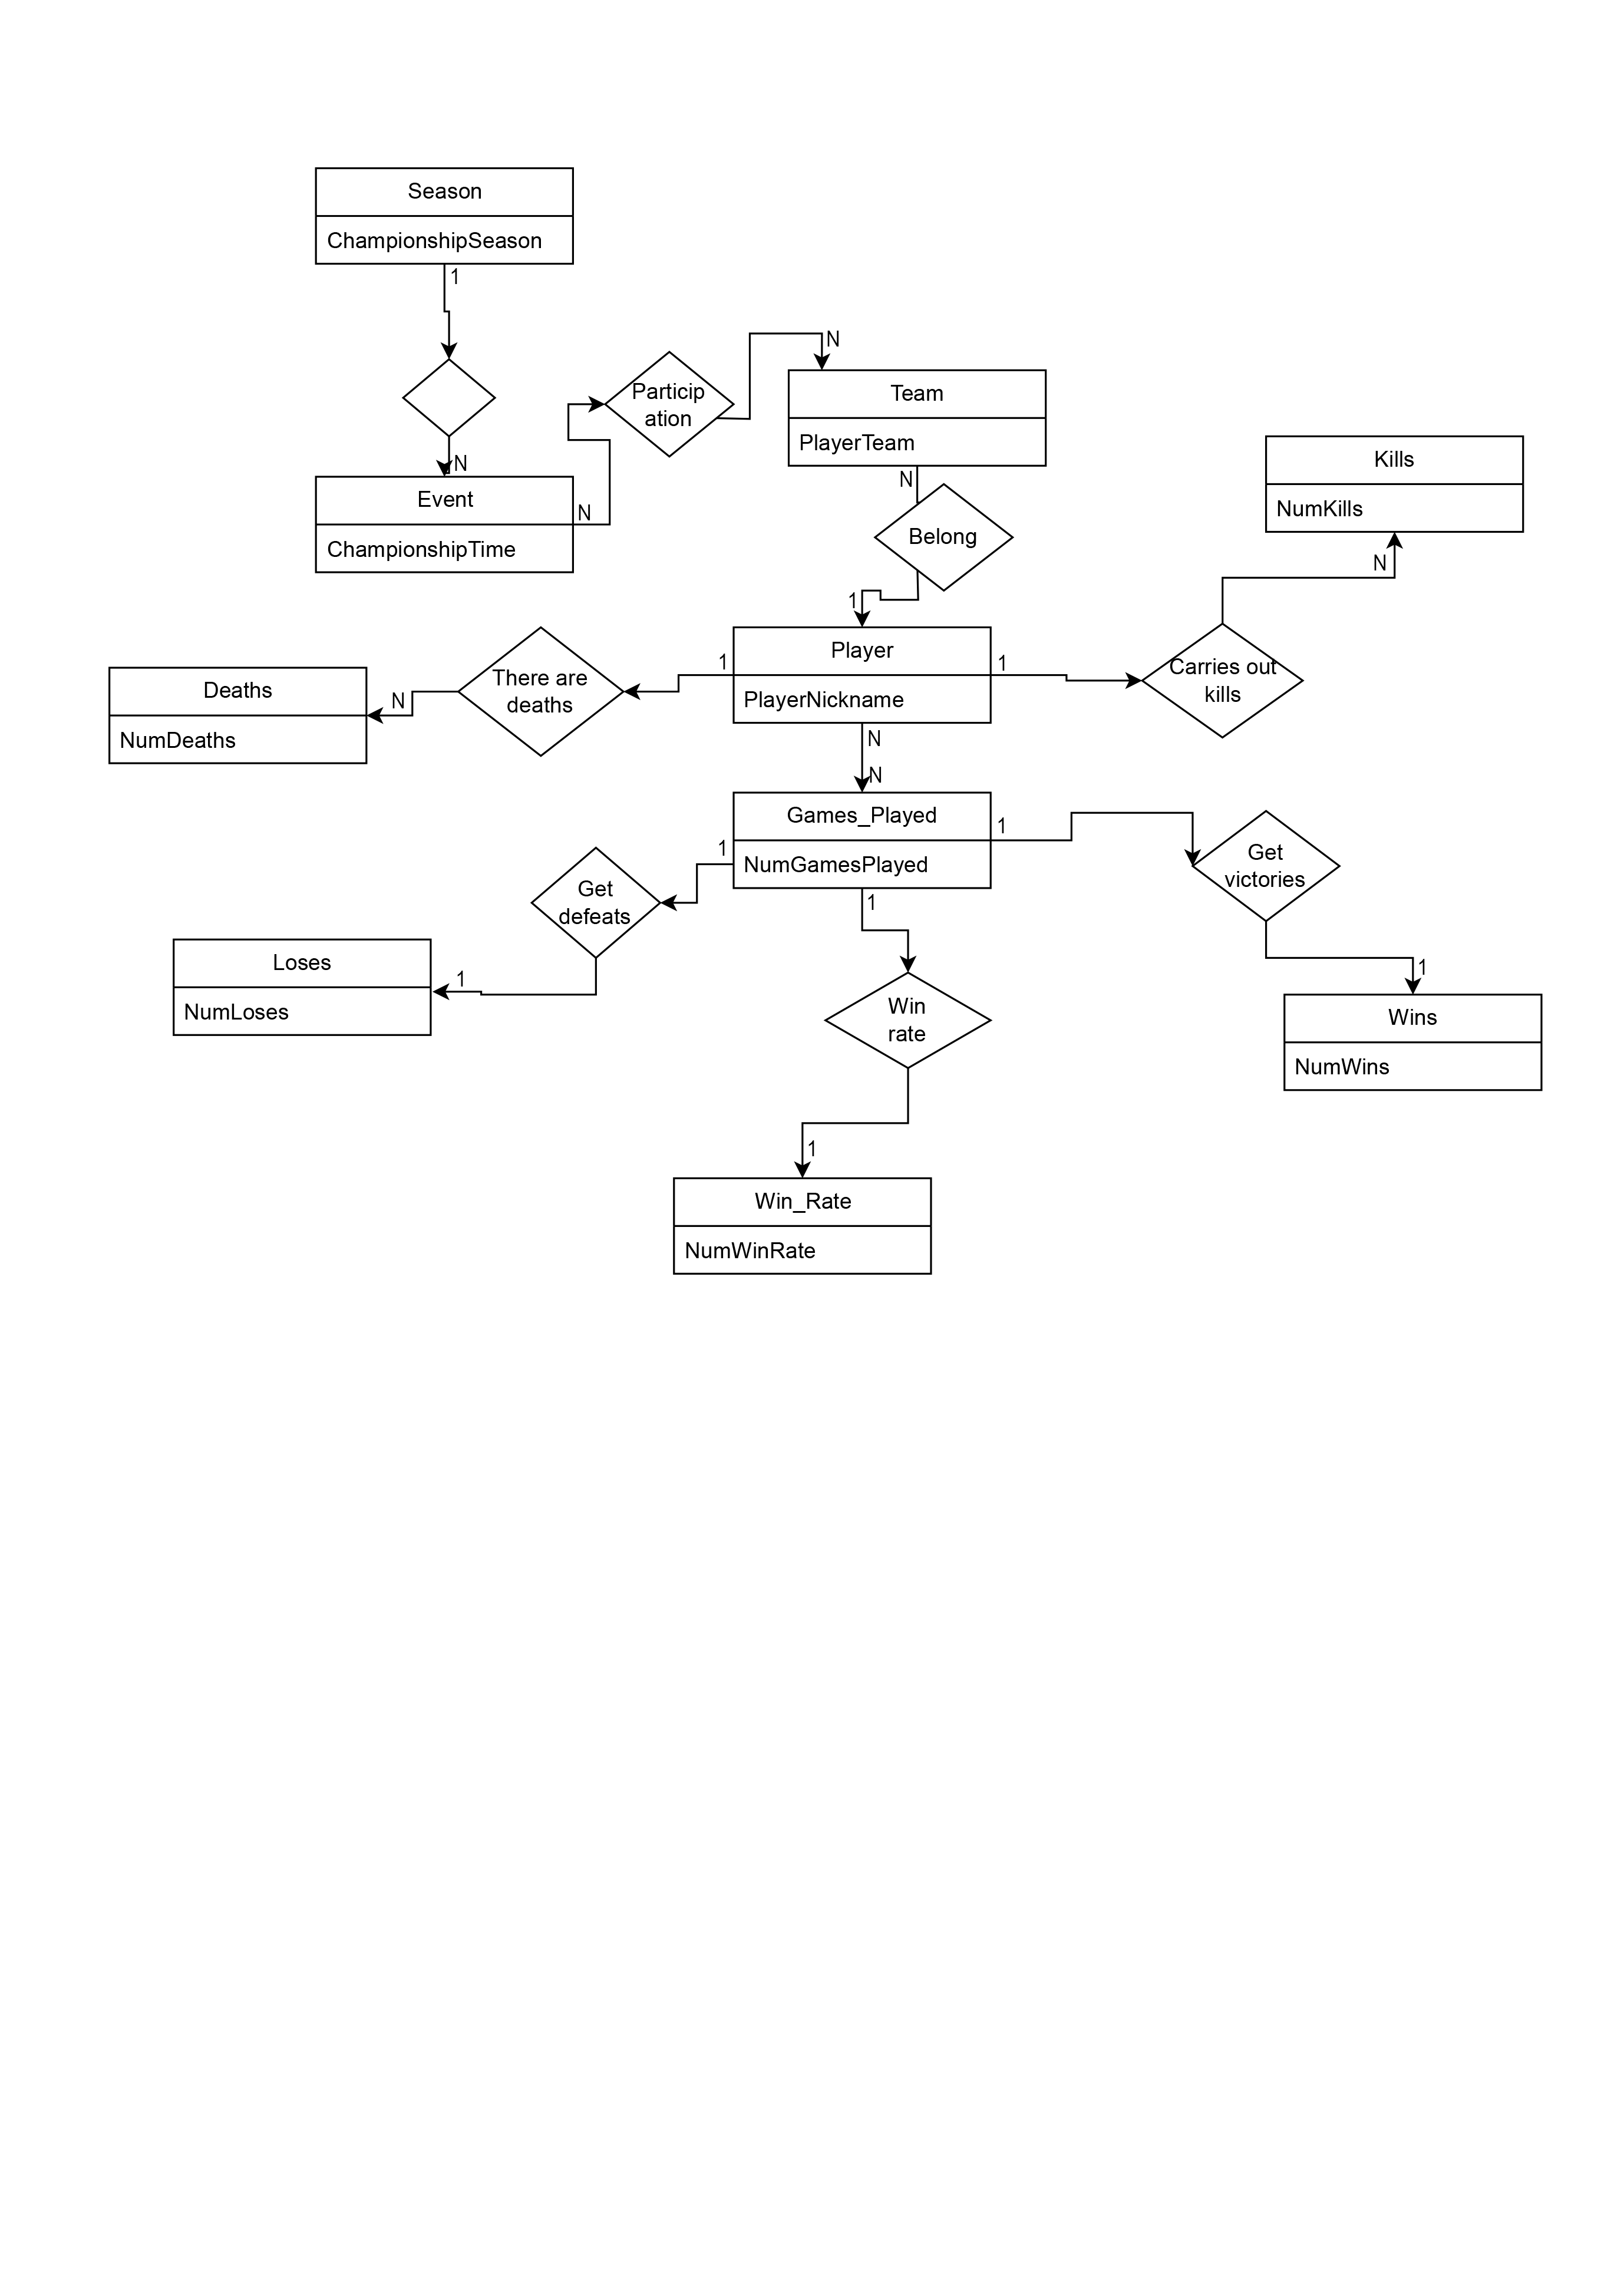 Season
ChampionshipSeason
1
N
Particip
ation
N
Team
PlayerTeam
Event
ChampionshipTime
N
N
Belong
1
Kills
NumKills
N
Player
PlayerNickname
1
1
Carries out
kills
There are
deaths
N
Deaths
NumDeaths
N
N
Games_Played
NumGamesPlayed
1
1
1
Get
victories
Get
defeats
Loses
NumLoses
1
Win
rate
1
Wins
NumWins
1
Win_Rate
NumWinRate